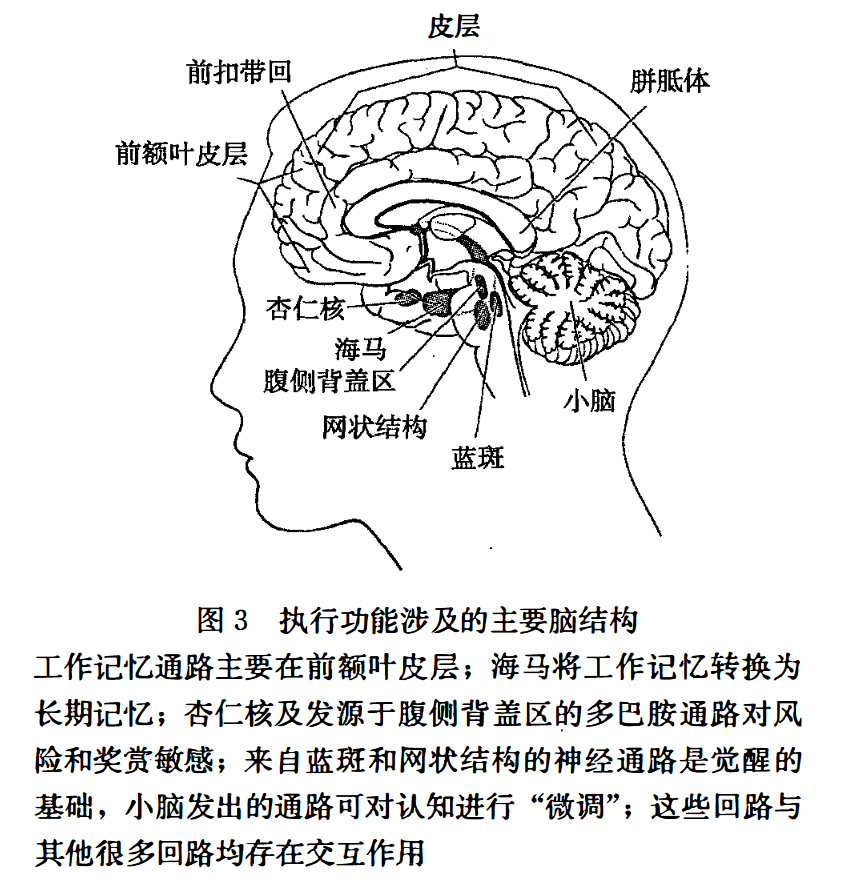 皮层
前扣带回
胼胝体
前额叶皮层
杏仁核
海马
腹侧背盖区
网状结构
蓝斑
小脑
图 3 执行功能涉及的主要脑结构
工作记忆通路主要在前额叶皮层；海马将工作记忆转换为
长期记忆；杏仁核及发源于腹侧背盖区的多巴胺通路对风
险和奖赏敏感；来自蓝斑和网状结构的神经通路是觉醒的
基础，小脑发出的通路可对认知进行“微调”；这些回路与
其他很多回路均存在交互作用